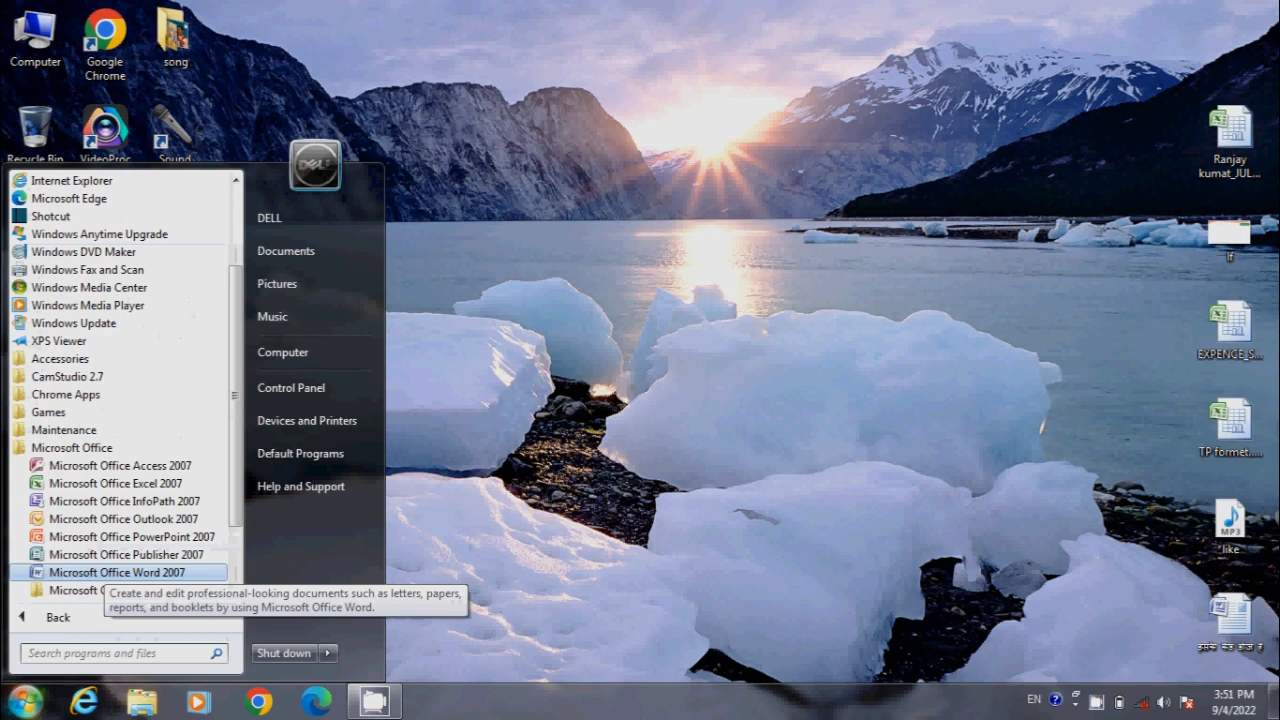 Computer
Google
Chrome
song
Recycle Bin
VideoProc
Sound
DELL
Internet Explorer
Microsoft Edge
Shotcut
Windows Anytime Upgrade
Windows DVD Maker
Windows Fax and Scan
Windows Media Center
Windows Media Player
Windows Update
XPS Viewer
Accessories
CamStudio 2.7
Chrome Apps
Games
Maintenance
Microsoft Office
Microsoft Office Access 2007
Microsoft Office Excel 2007
Microsoft Office InfoPath 2007
Microsoft Office Outlook 2007
Microsoft Office PowerPoint 2007
Microsoft Office Publisher 2007
Microsoft Office Word 2007
Microsoft
Create and edit professional-looking documents such as letters, papers,
reports, and booklets by using Microsoft Office Word.
Back
Search programs and files
DELL
Documents
Pictures
Music
Computer
Control Panel
Devices and Printers
Default Programs
Help and Support
Shut down
Ranjay
kumat_JUL...
EXPENCE_S...
TP formet....
MP3
like
EN
3:51 PM
9/4/2022